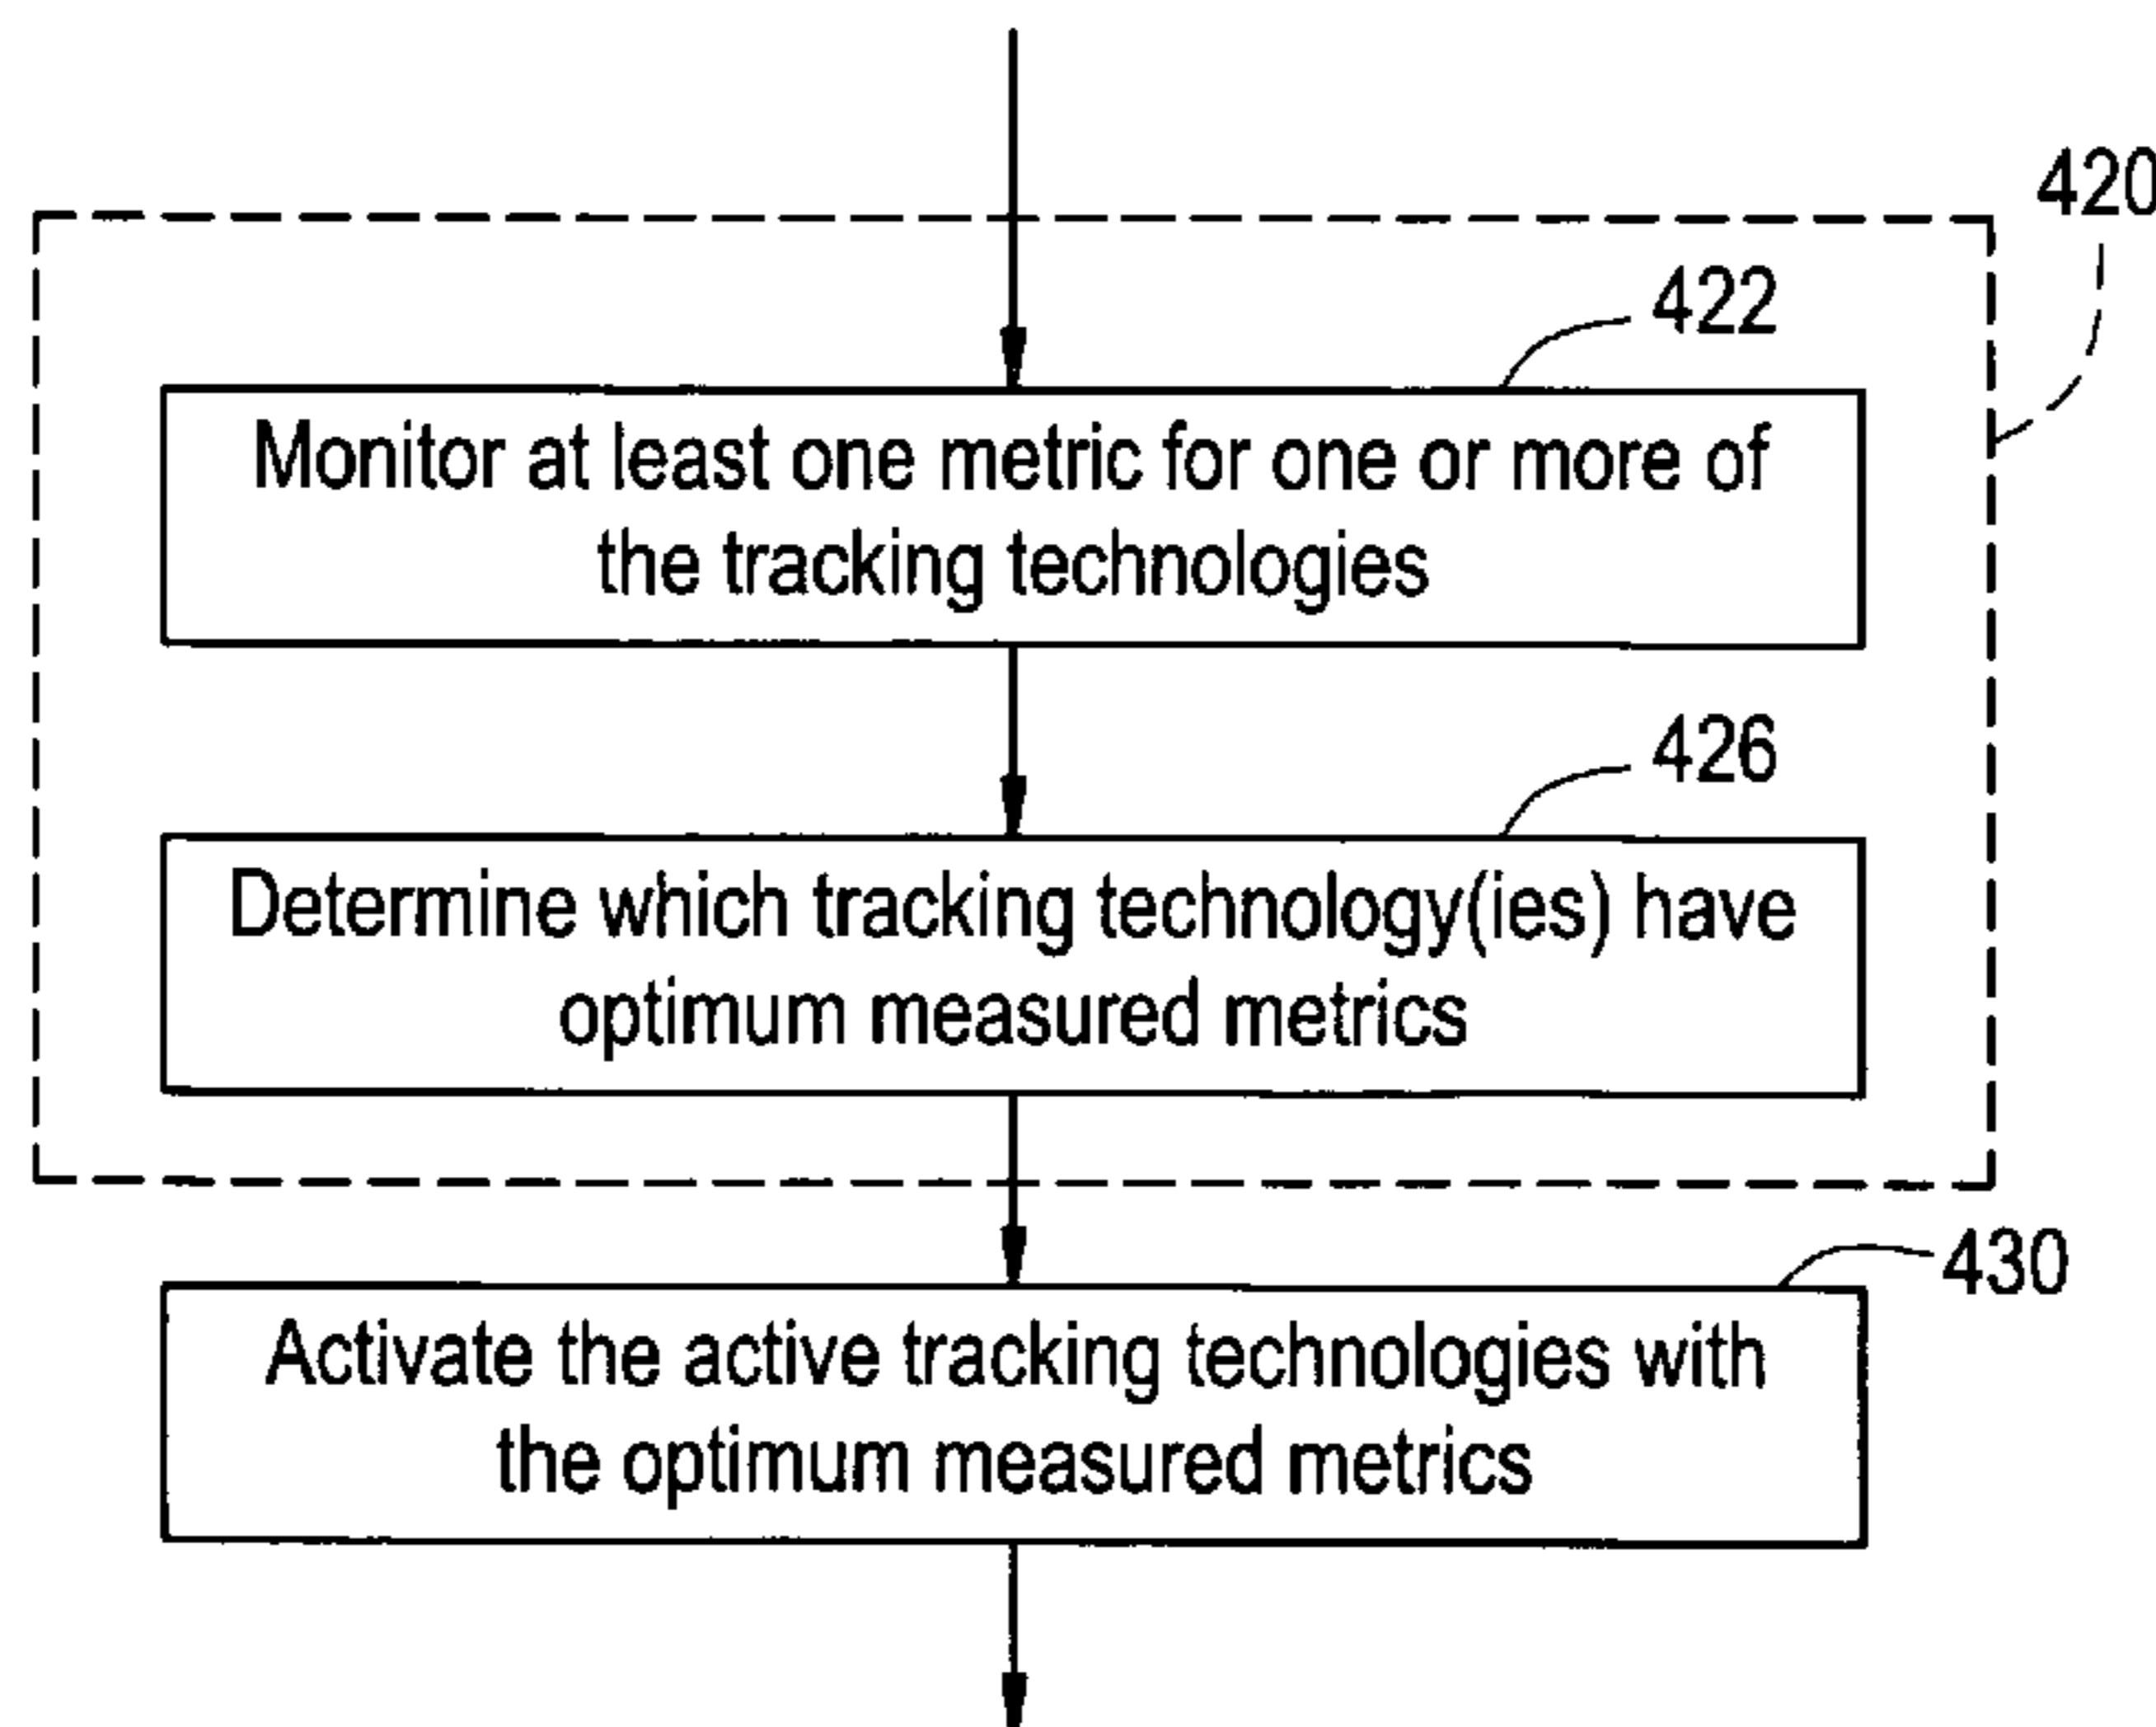 420
422
Monitor at least one metric for one or more of
the tracking technologies
426
Determine which tracking technology(ies) have
optimum measured metrics
430
Activate the active tracking technologies with
the optimum measured metrics